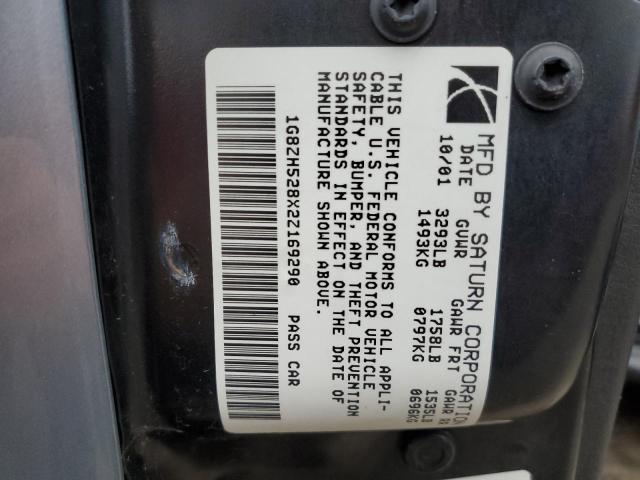 MFD BY SATURN CORPORATION
DATE GVWR GAWR FRT GAWR RR
10/01 3293LB 1758LB 1535LB
1493KG 0797KG 0696KG
THIS VEHICLE CONFORMS TO ALL APPLI-
CABLE U.S. FEDERAL MOTOR VEHICLE
SAFETY, BUMPER, AND THEFT PREVENTION
STANDARDS IN EFFECT ON THE DATE OF
MANUFACTURE SHOWN ABOVE.
1G8ZH528X2Z169290 PASS CAR